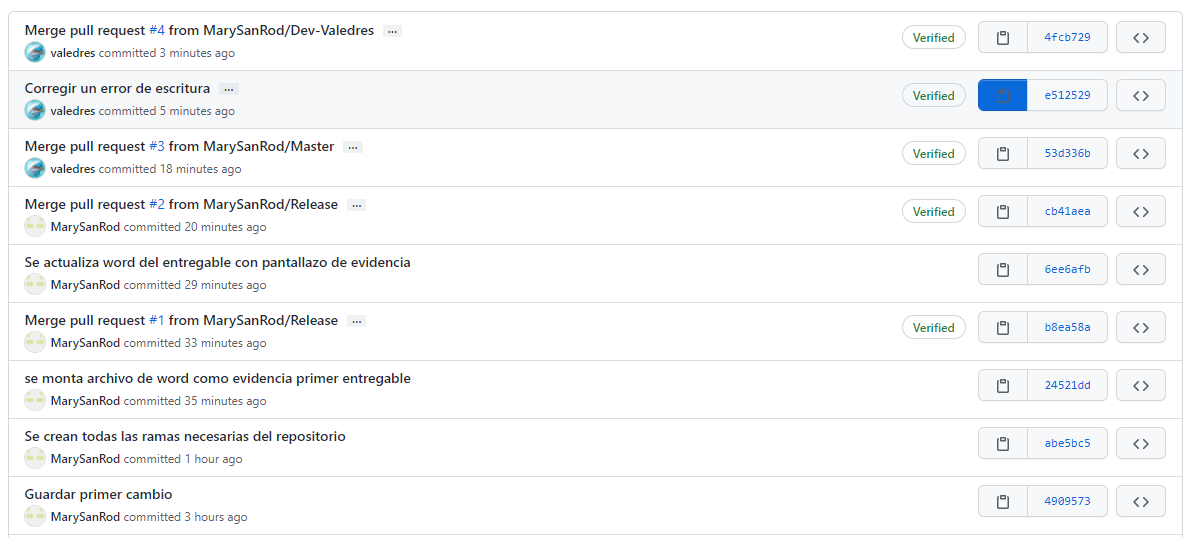 Merge pull request #4 from MarySanRod/Dev-Valedres ...
Verified 4fcb729 <>
valedres committed 3 minutes ago
Corregir un error de escritura ...
Verified e512529 <>
valedres committed 5 minutes ago
Merge pull request #3 from MarySanRod/Master ...
Verified 53d336b <>
valedres committed 18 minutes ago
Merge pull request #2 from MarySanRod/Release ...
Verified cb41aea <>
MarySanRod committed 20 minutes ago
Se actualiza word del entregable con pantallazo de evidencia
6ee6afb <>
MarySanRod committed 29 minutes ago
Merge pull request #1 from MarySanRod/Release ...
Verified b8ea58a <>
MarySanRod committed 33 minutes ago
se monta archivo de word como evidencia primer entregable
24521dd <>
MarySanRod committed 35 minutes ago
Se crean todas las ramas necesarias del repositorio
abe5bc5 <>
MarySanRod committed 1 hour ago
Guardar primer cambio
4909573 <>
MarySanRod committed 3 hours ago